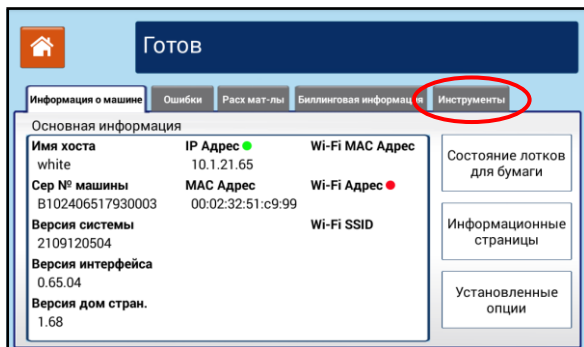 Готов
Информация о машине Ошибки Расх мат-лы Биллинговая информация Инструменты
Основная информация
Имя хоста IP Адрес Wi-Fi MAC Адрес
white 10.1.21.65
Сер № машины MAC Адрес Wi-Fi Адрес
B102406517930003 00:02:32:51:c9:99
Версия системы Wi-Fi SSID
2109120504
Версия интерфейса
0.65.04
Версия дом стран.
1.68
Состояние лотков
для бумаги
Информационные
страницы
Установленные
опции